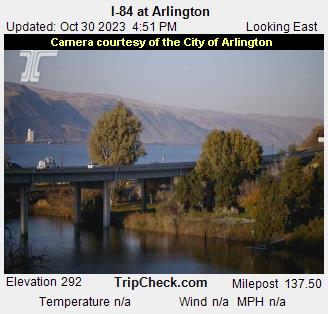 I-84 at Arlington
Updated: Oct 30 2023 4:51 PM Looking East
Camera courtesy of the City of Arlington
Elevation 292 TripCheck.com Milepost 137.50
Temperature n/a Wind n/a MPH n/a